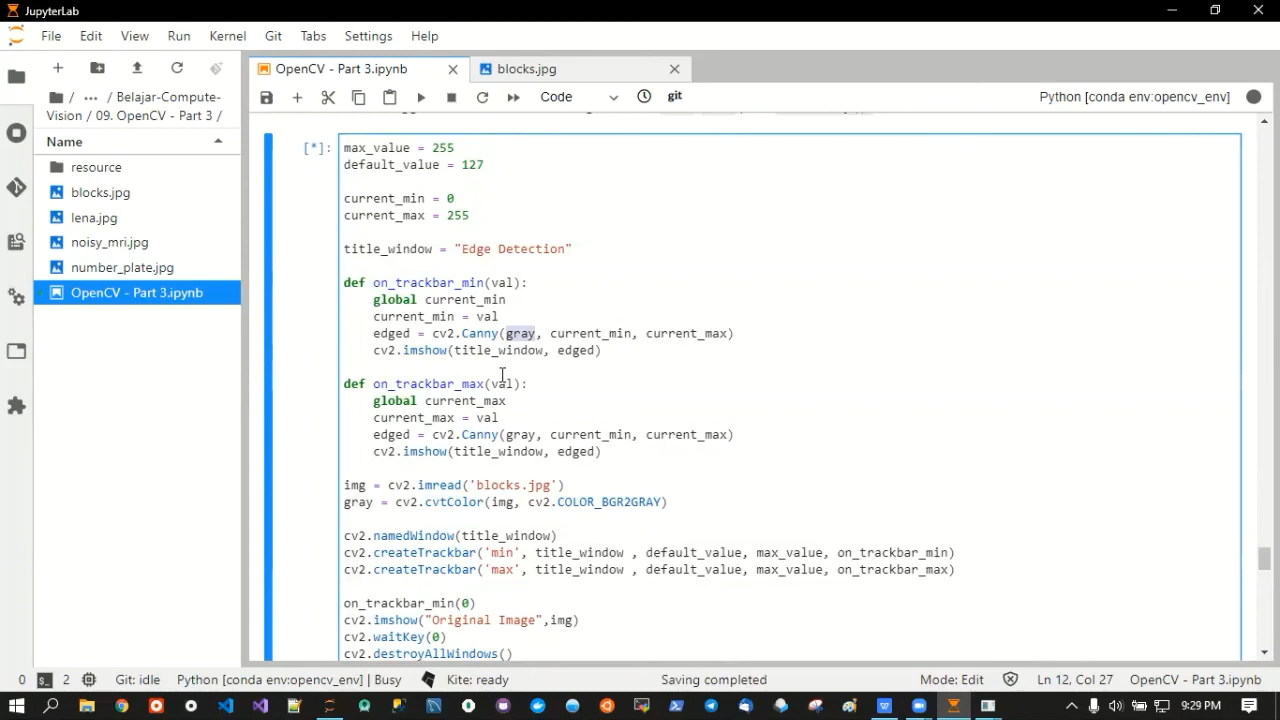 JupyterLab
File Edit View Run Kernel Git Tabs Settings Help
OpenCV - Part 3.ipynb
blocks.jpg
/ ... / Belajar-Compute-
Vision / 09. OpenCV - Part 3 /
Code
git
Python [conda env:opencv_env]
Name
resource
blocks.jpg
lena.jpg
noisy_mri.jpg
number_plate.jpg
OpenCV - Part 3.ipynb
[*]:
max_value = 255
default_value = 127
current_min = 0
current_max = 255
title_window = "Edge Detection"
def on_trackbar_min(val):
global current_min
current_min = val
edged = cv2.Canny(gray, current_min, current_max)
cv2.imshow(title_window, edged)
def on_trackbar_max(val):
global current_max
current_max = val
edged = cv2.Canny(gray, current_min, current_max)
cv2.imshow(title_window, edged)
img = cv2.imread('blocks.jpg')
gray = cv2.cvtColor(img, cv2.COLOR_BGR2GRAY)
cv2.namedWindow(title_window)
cv2.createTrackbar('min', title_window , default_value, max_value, on_trackbar_min)
cv2.createTrackbar('max', title_window , default_value, max_value, on_trackbar_max)
on_trackbar_min(0)
cv2.imshow("Original Image",img)
cv2.waitKey(0)
cv2.destroyAllWindows()
0 2 Git: idle Python [conda env:opencv_env] | Busy Kite: ready Saving completed Mode: Edit Ln 12, Col 27 OpenCV - Part 3.ipynb
9:29 PM